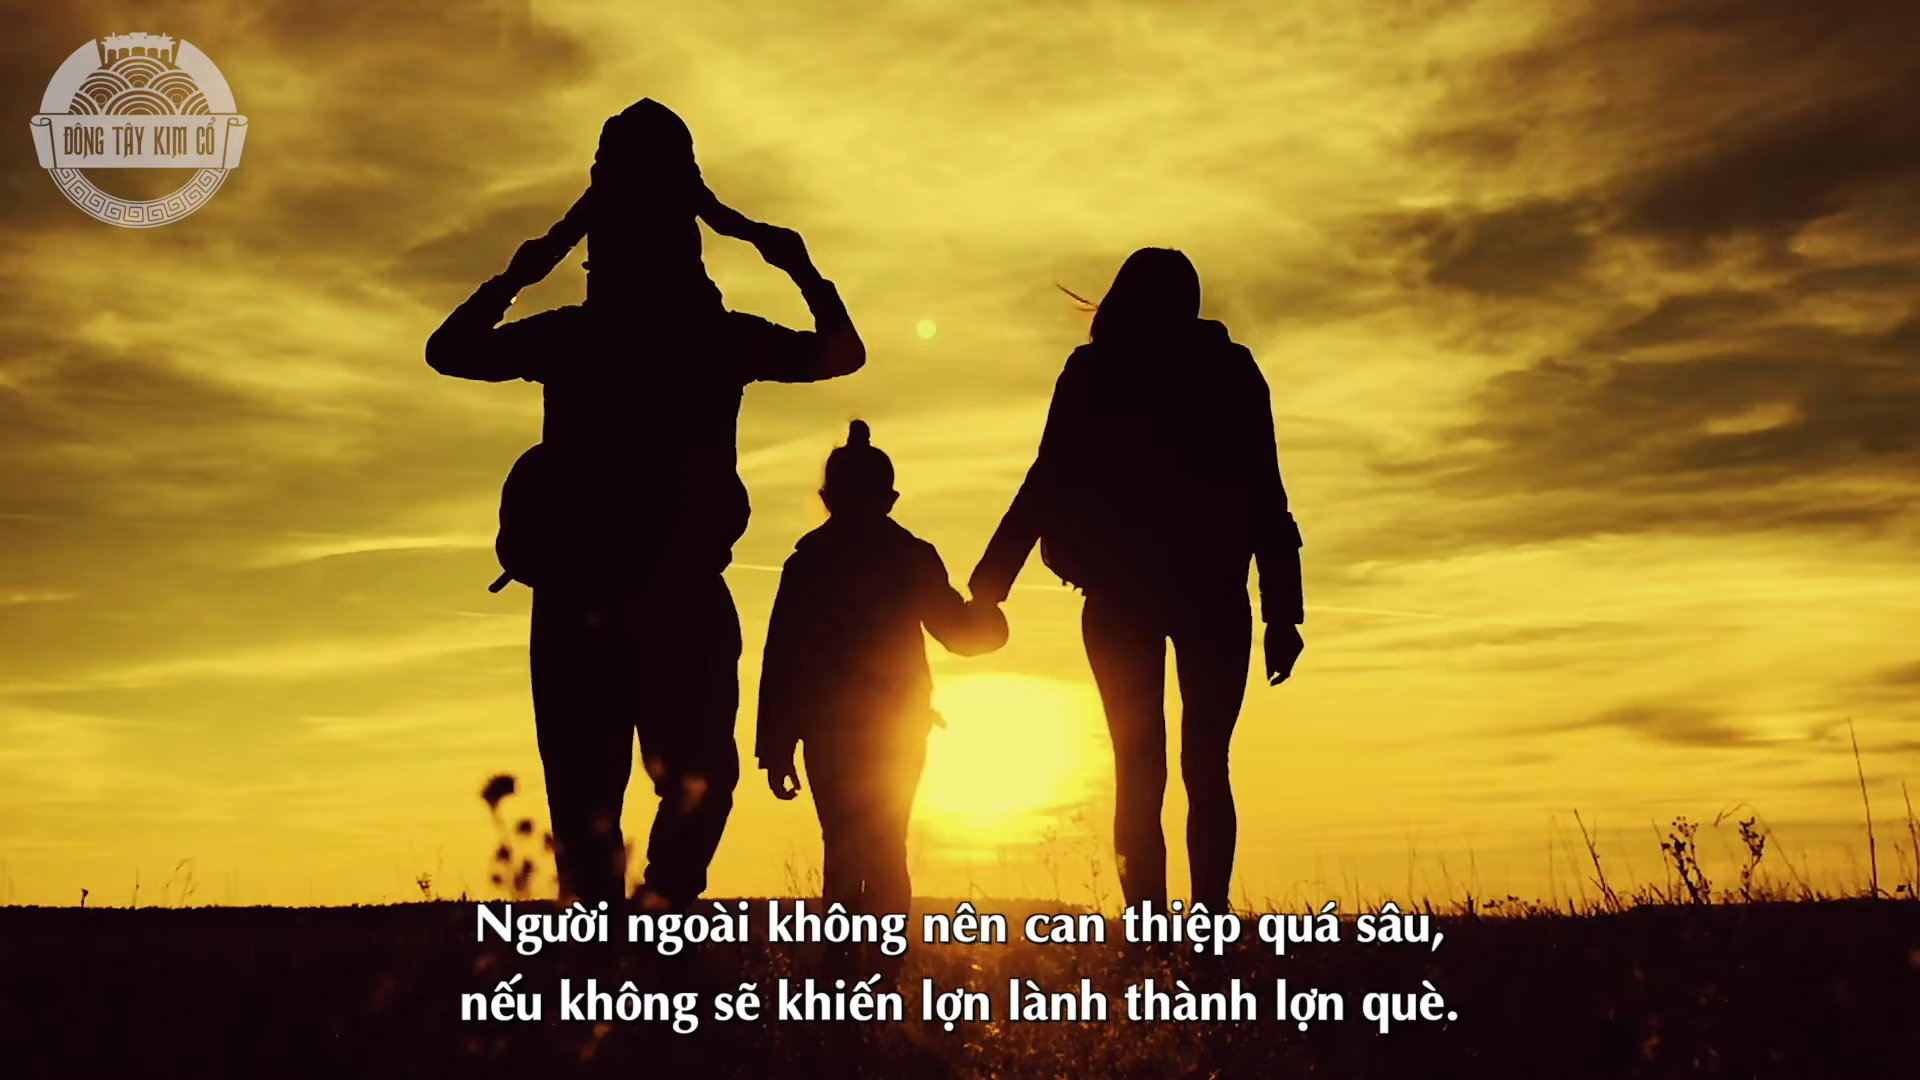 ĐÔNG TÂY KIM CỔ
Người ngoài không nên can thiệp quá sâu,
nếu không sẽ khiến lợn lành thành lợn què.